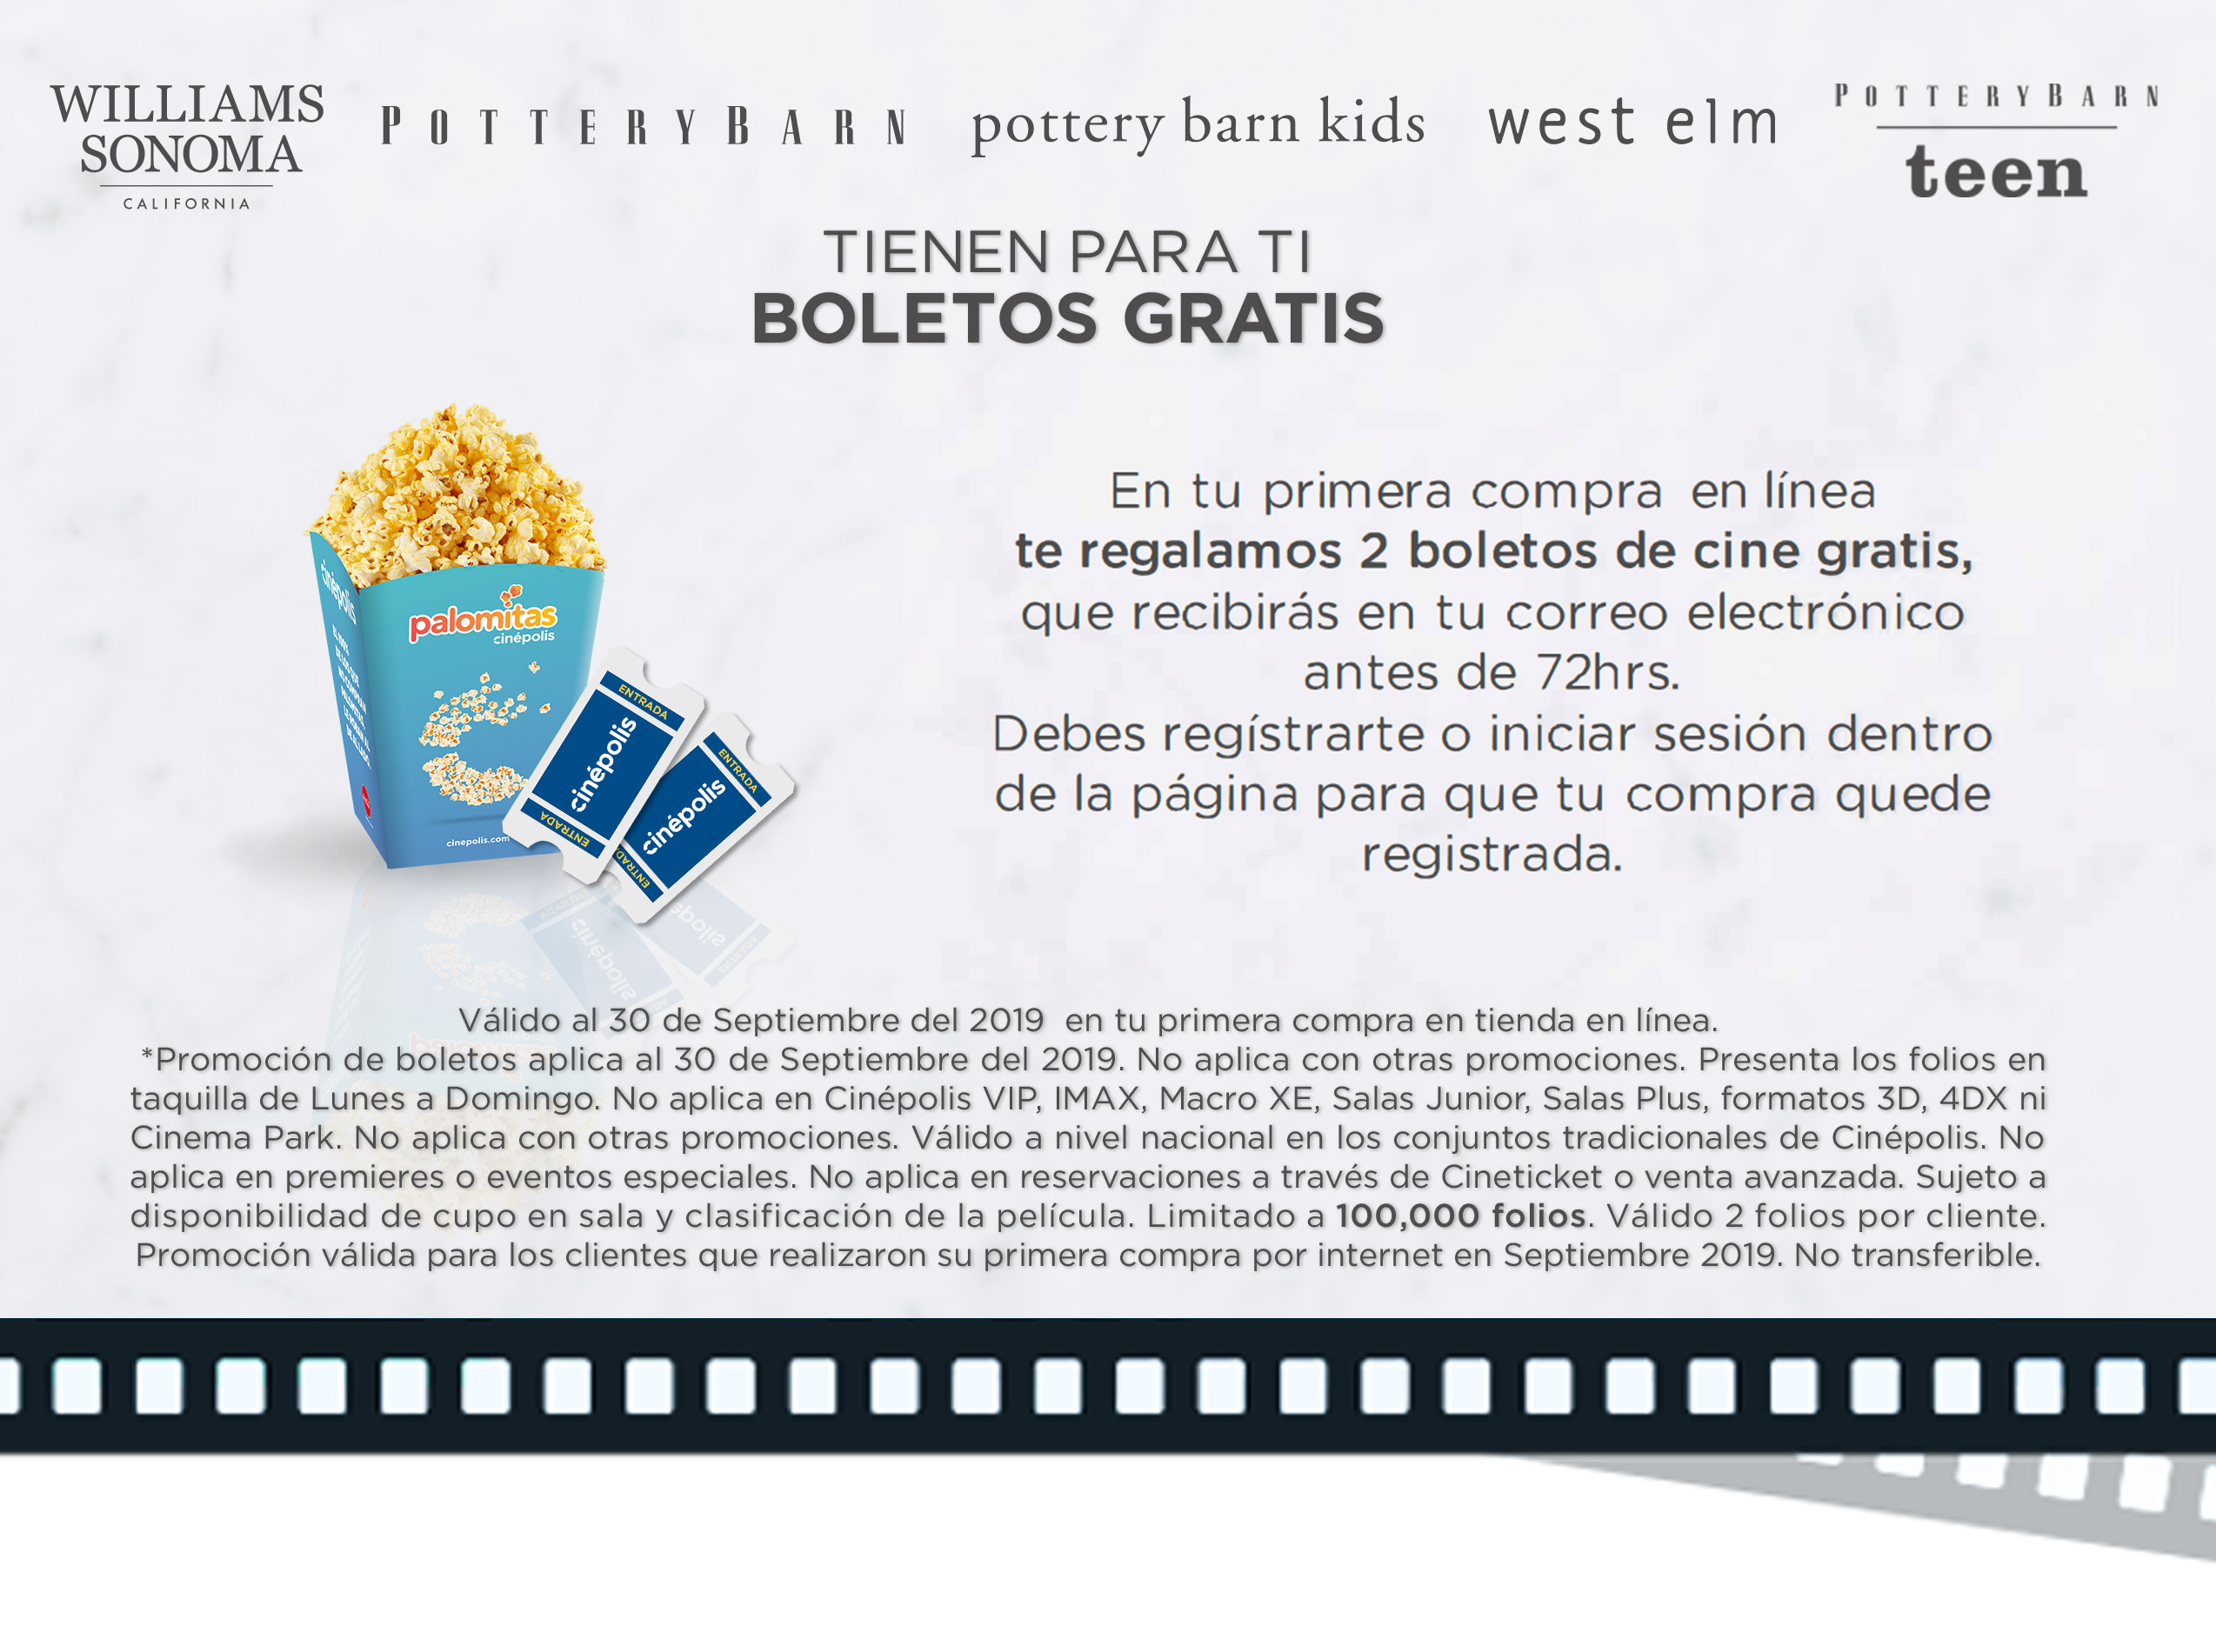 WILLIAMS
SONOMA
CALIFORNIA
POTTERY BARN
pottery barn kids
west elm
POTTERY BARN
teen
TIENEN PARA TI
BOLETOS GRATIS
En tu primera compra en línea
te regalamos 2 boletos de cine gratis,
que recibirás en tu correo electrónico
antes de 72hrs.
Debes regístrarte o iniciar sesión dentro
de la página para que tu compra quede
registrada.
cinépolis
palomitas
cinépolis
cinepolis.com
ENTRADA
cinépolis
ENTRADA
ENTRADA
cinépolis
ENTRADA
Válido al 30 de Septiembre del 2019 en tu primera compra en tienda en línea.
*Promoción de boletos aplica al 30 de Septiembre del 2019. No aplica con otras promociones. Presenta los folios en
taquilla de Lunes a Domingo. No aplica en Cinépolis VIP, IMAX, Macro XE, Salas Junior, Salas Plus, formatos 3D, 4DX ni
Cinema Park. No aplica con otras promociones. Válido a nivel nacional en los conjuntos tradicionales de Cinépolis. No
aplica en premieres o eventos especiales. No aplica en reservaciones a través de Cineticket o venta avanzada. Sujeto a
disponibilidad de cupo en sala y clasificación de la película. Limitado a 100,000 folios. Válido 2 folios por cliente.
Promoción válida para los clientes que realizaron su primera compra por internet en Septiembre 2019. No transferible.